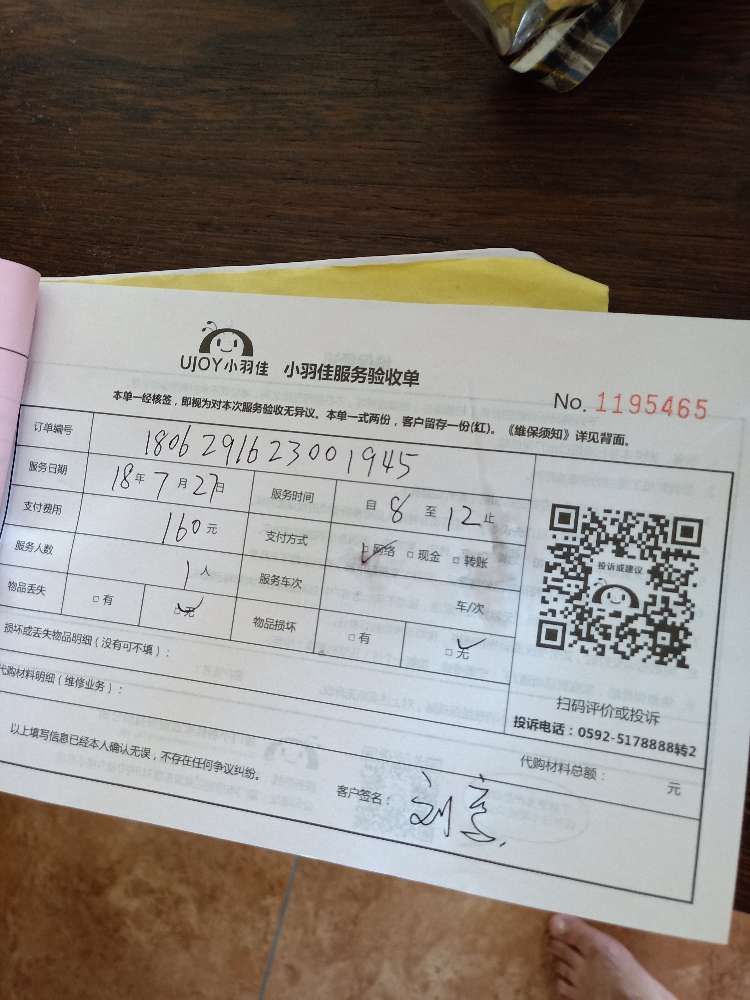 UJOY小羽佳 小羽佳服务验收单
No. 1195465
本单一经核签，即视为对本次服务验收无异议。本单一式两份，客户留存一份(红)。《维保须知》详见背面。
订单编号 1806291623001945
服务日期 18年7月27日 服务时间 自8至12止
支付费用 160元 支付方式 □网络 □现金 □转账
服务人数 1人 服务车次 车/次
物品丢失 □有 □无 物品损坏 □有 □无
损坏或丢失物品明细（没有可不填）：
代购材料明细（维修业务）：
代购材料总额： 元
投诉或建议
扫码评价或投诉
投诉电话：0592-5178888转2
以上填写信息已经本人确认无误，不存在任何争议纠纷。
客户签名：刘